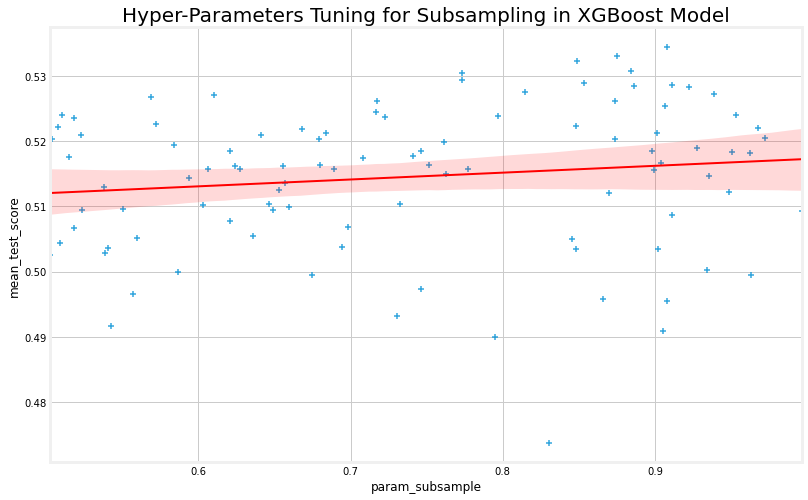 Hyper-Parameters Tuning for Subsampling in XGBoost Model
mean_test_score
0.53
0.52
0.51
0.50
0.49
0.48
0.6 0.7 0.8 0.9
param_subsample